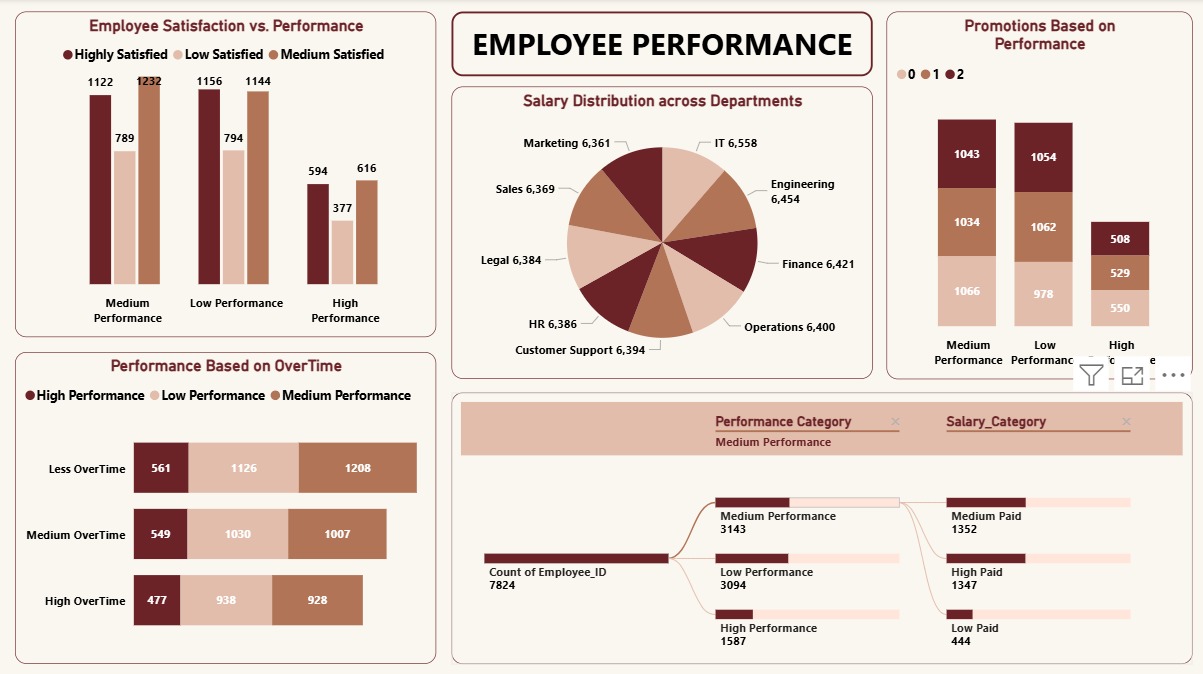 Employee Satisfaction vs. Performance
Highly Satisfied Low Satisfied Medium Satisfied
1122
789
1232
1156
794
1144
594
377
616
Medium
Performance
Low Performance
High
Performance
EMPLOYEE PERFORMANCE
Salary Distribution across Departments
Marketing 6,361
IT 6,558
Sales 6,369
Engineering
6,454
Legal 6,384
Finance 6,421
HR 6,386
Operations 6,400
Customer Support 6,394
Promotions Based on
Performance
0 1 2
1043
1034
1066
1054
1062
978
508
529
550
Medium
Performance
Low
High
Performance Based on OverTime
High Performance Low Performance Medium Performance
Less OverTime 561 1126 1208
Medium OverTime 549 1030 1007
High OverTime 477 938 928
Performance Category
Medium Performance
Salary_Category
Count of Employee_ID
7824
Medium Performance
3143
Low Performance
3094
High Performance
1587
Medium Paid
1352
High Paid
1347
Low Paid
444